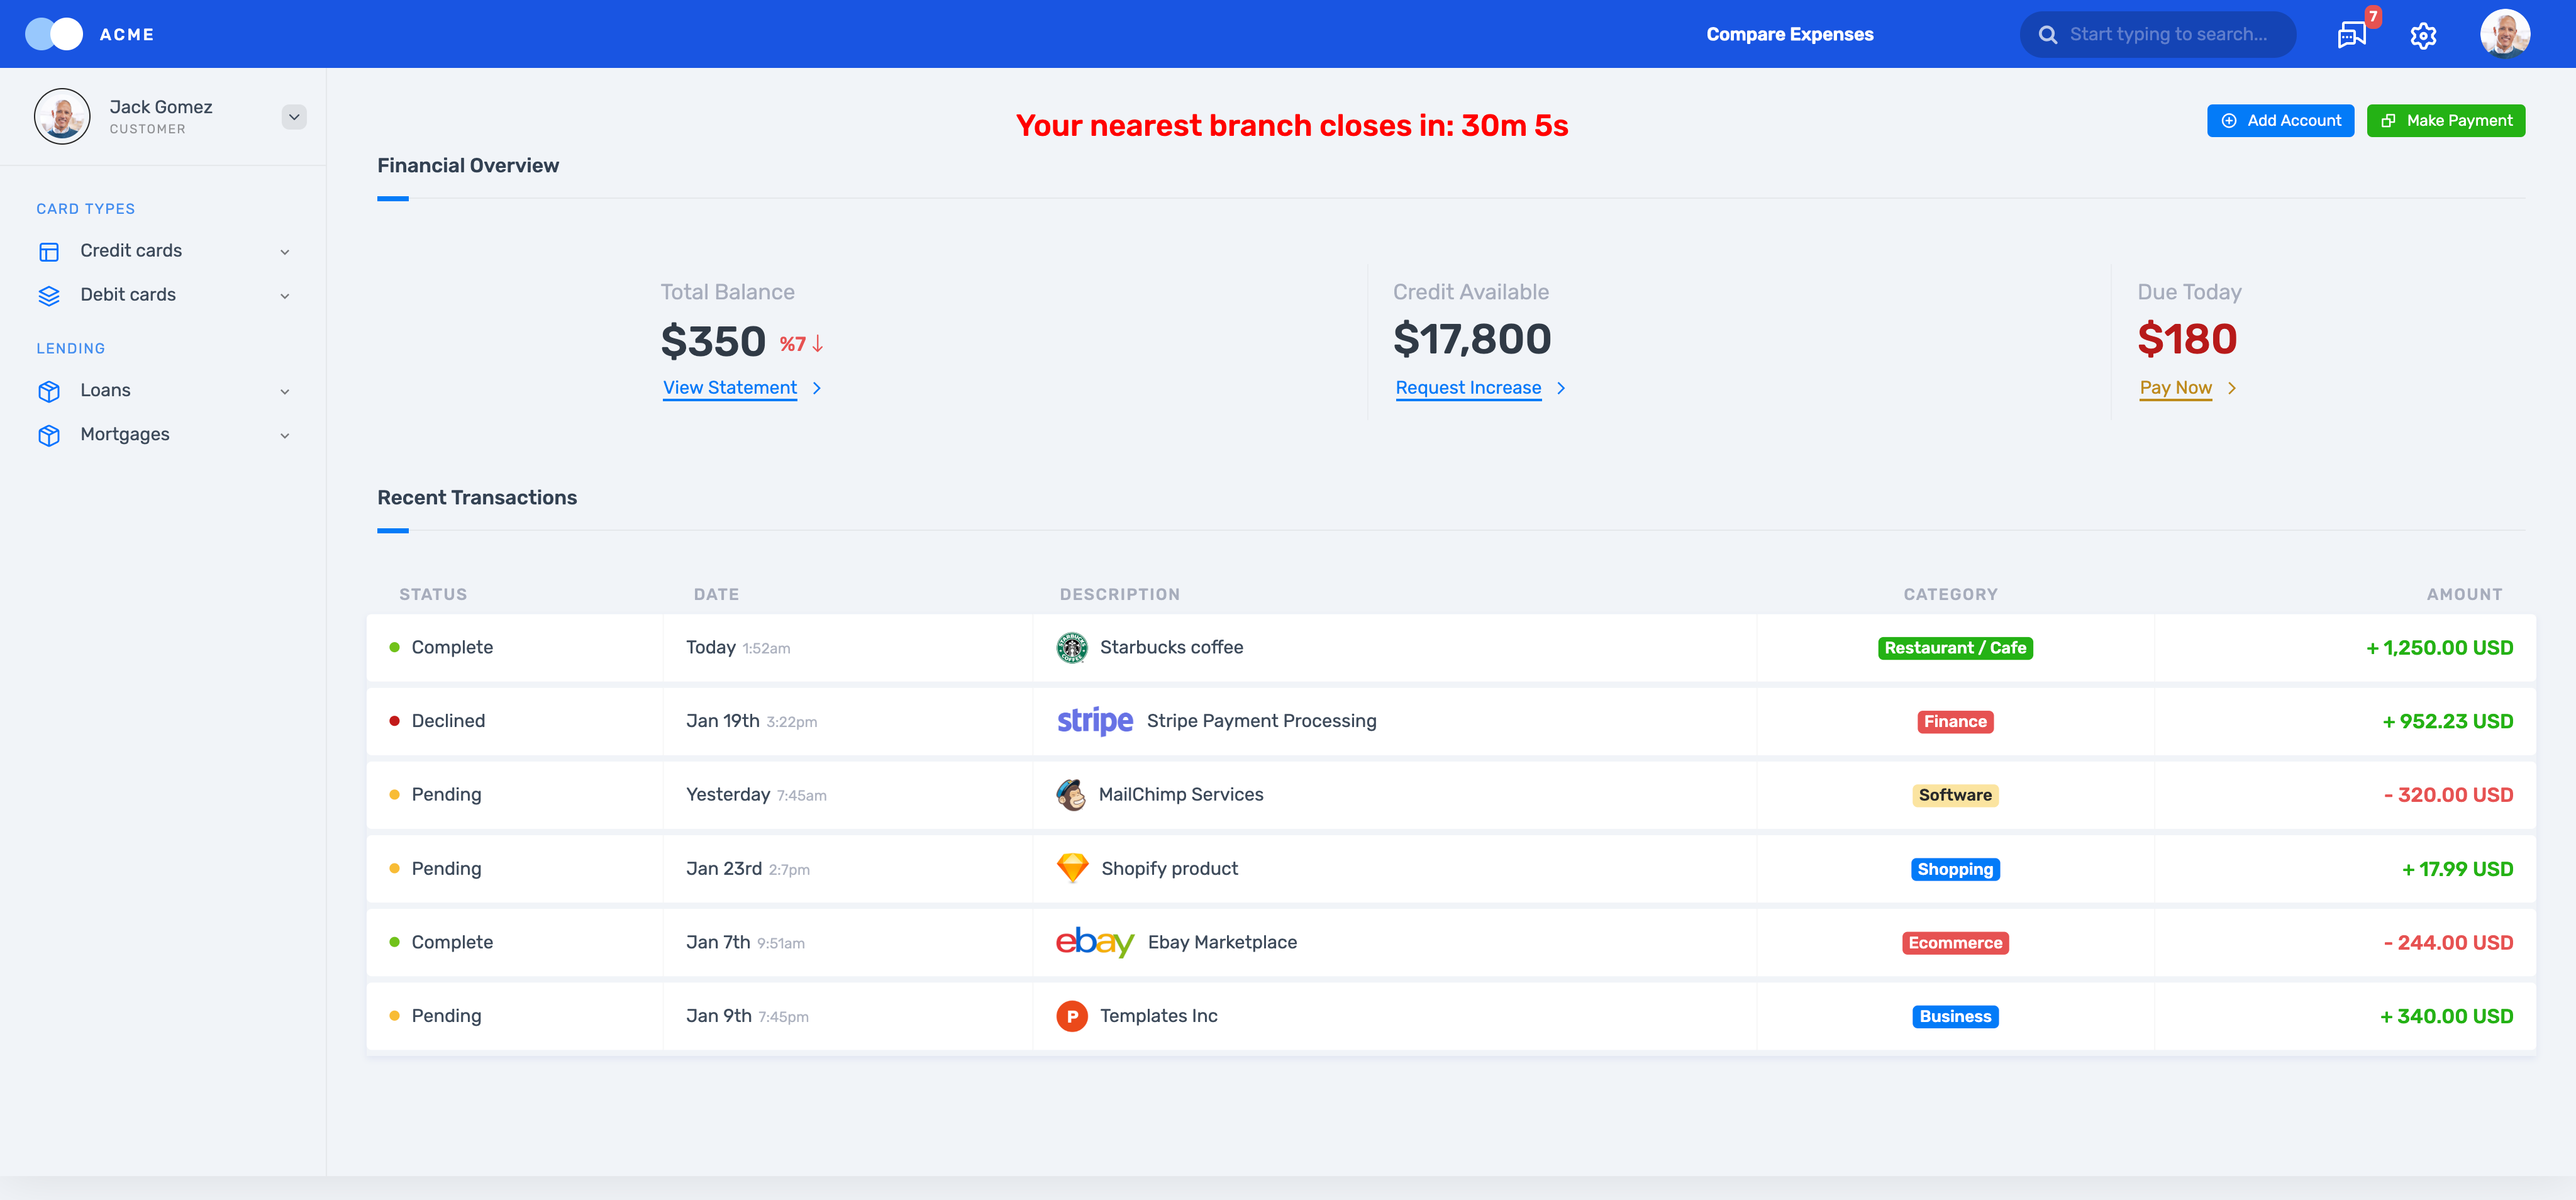 ACME
Compare Expenses
Start typing to search...
7
Jack Gomez
CUSTOMER
Your nearest branch closes in: 30m 5s
Add Account
Make Payment
Financial Overview
CARD TYPES
Credit cards
Debit cards
LENDING
Loans
Mortgages
Total Balance
$350 %7
View Statement
Credit Available
$17,800
Request Increase
Due Today
$180
Pay Now
Recent Transactions
STATUS DATE DESCRIPTION CATEGORY AMOUNT
Complete Today 1:52am STARBUCKS COFFEE Starbucks coffee Restaurant / Cafe + 1,250.00 USD
Declined Jan 19th 3:22pm stripe Stripe Payment Processing Finance + 952.23 USD
Pending Yesterday 7:45am MailChimp Services Software - 320.00 USD
Pending Jan 23rd 2:7pm Shopify product Shopping + 17.99 USD
Complete Jan 7th 9:51am ebay Ebay Marketplace Ecommerce - 244.00 USD
Pending Jan 9th 7:45pm P Templates Inc Business + 340.00 USD